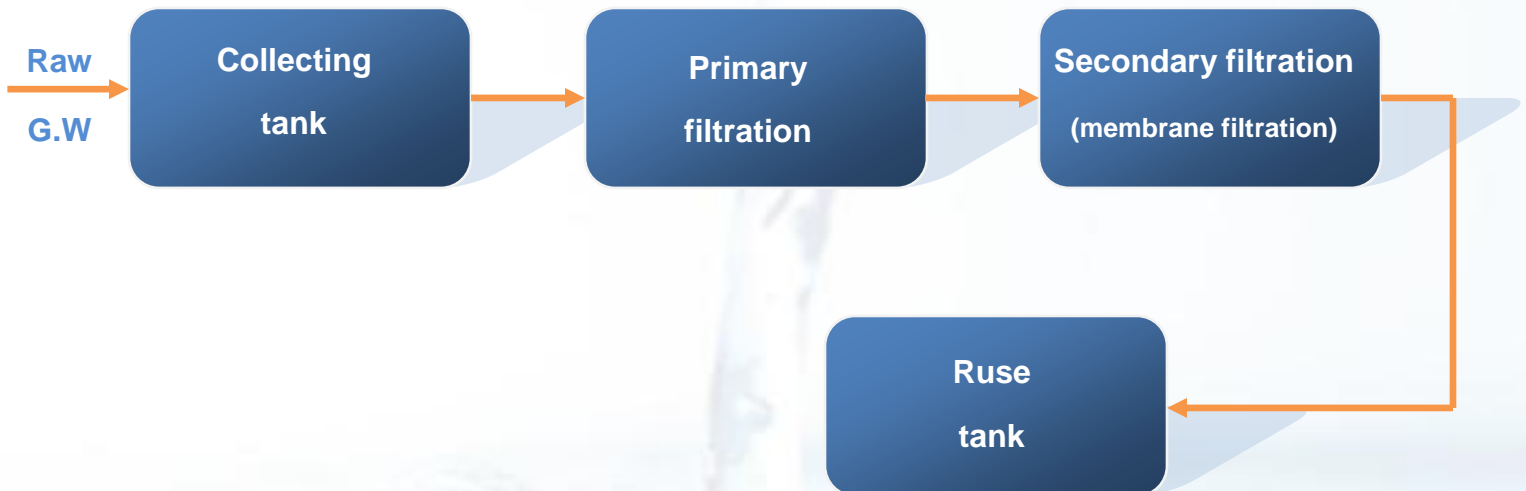 Raw
G.W
Collecting
tank
Primary
filtration
Secondary filtration
(membrane filtration)
Ruse
tank